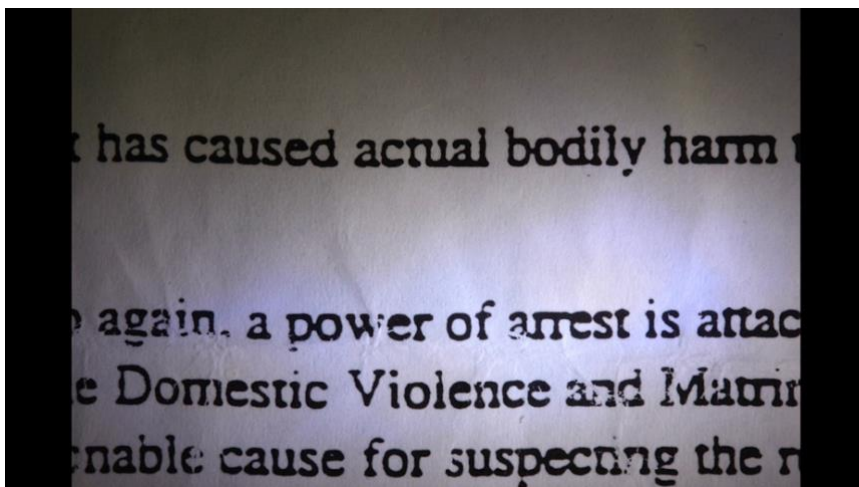 has caused actual bodily harm
again, a power of arrest is attac
e Domestic Violence and Matrim
nable cause for suspecting the